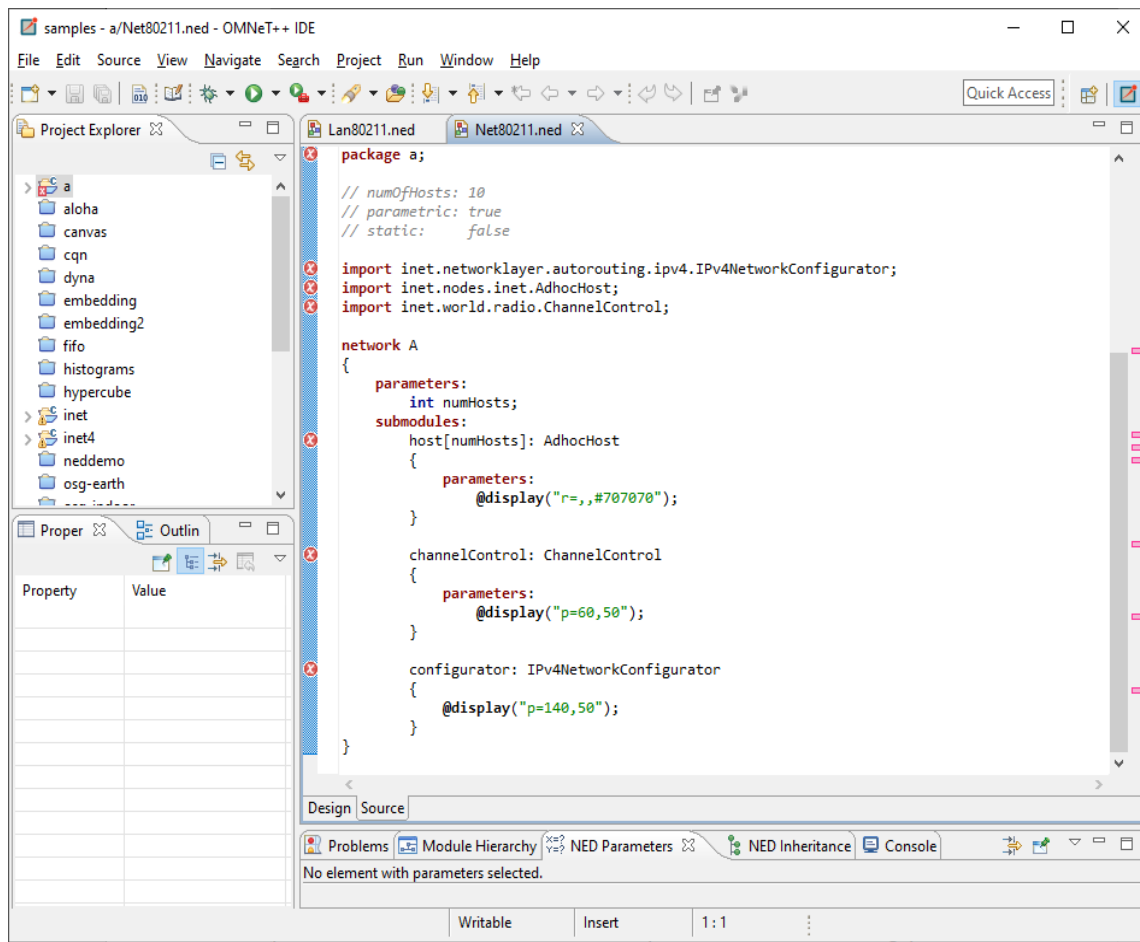 samples - a/Net80211.ned - OMNeT++ IDE
File Edit Source View Navigate Search Project Run Window Help
Quick Access
Project Explorer
a
aloha
canvas
cqn
dyna
embedding
embedding2
fifo
histograms
hypercube
inet
inet4
neddemo
osg-earth
Proper Outlin
Property Value
Lan80211.ned Net80211.ned
package a;
// numOfHosts: 10
// parametric: true
// static: false
import inet.networklayer.autorouting.ipv4.IPv4NetworkConfigurator;
import inet.nodes.inet.AdhocHost;
import inet.world.radio.ChannelControl;
network A
{
parameters:
int numHosts;
submodules:
host[numHosts]: AdhocHost
{
parameters:
@display("r=,,#707070");
}
channelControl: ChannelControl
{
parameters:
@display("p=60,50");
}
configurator: IPv4NetworkConfigurator
{
@display("p=140,50");
}
}
Design Source
Problems Module Hierarchy NED Parameters NED Inheritance Console
No element with parameters selected.
Writable Insert 1 : 1